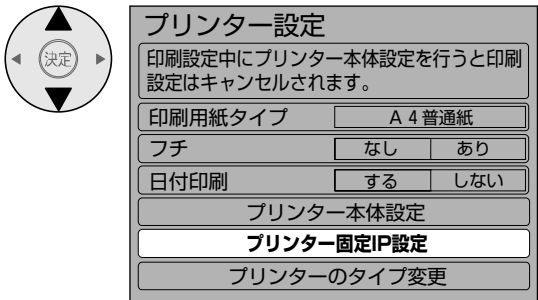 決定
プリンター設定
印刷設定中にプリンター本体設定を行うと印刷
設定はキャンセルされます。
印刷用紙タイプ A4普通紙
フチ なし あり
日付印刷 する しない
プリンター本体設定
プリンター固定IP設定
プリンターのタイプ変更